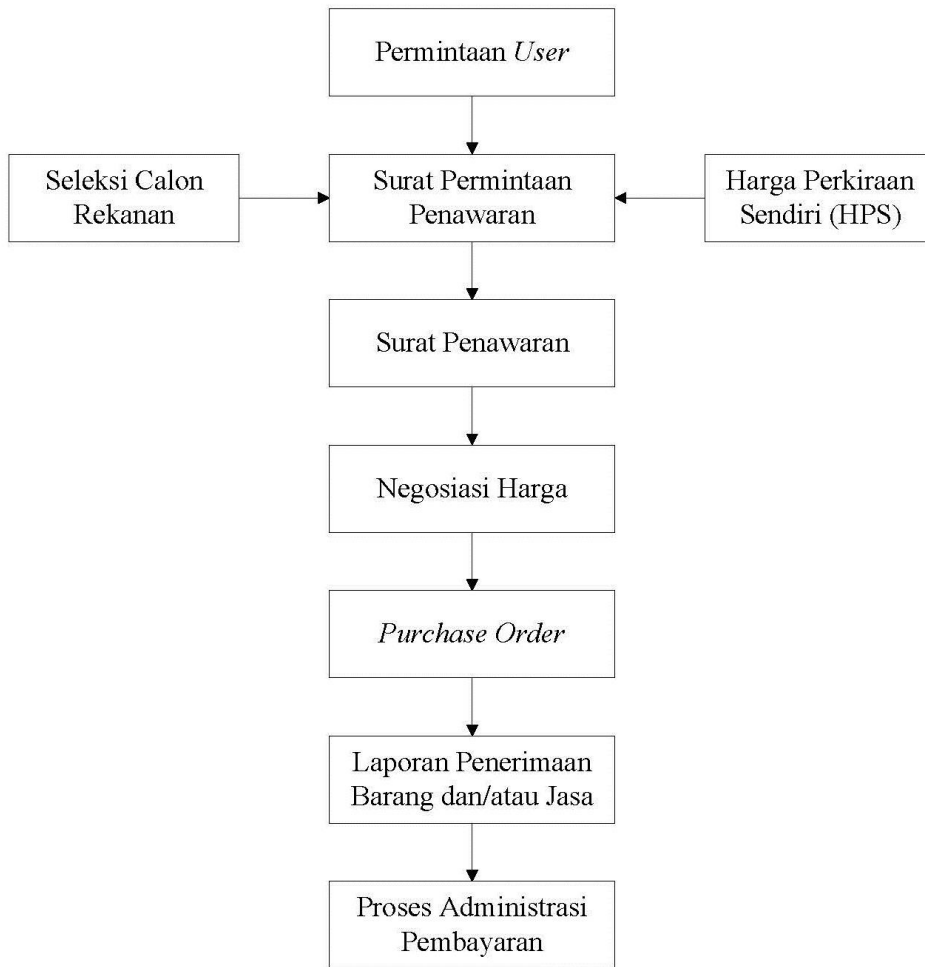 Permintaan User
Seleksi Calon
Rekanan
Surat Permintaan
Penawaran
Harga Perkiraan
Sendiri (HPS)
Surat Penawaran
Negosiasi Harga
Purchase Order
Laporan Penerimaan
Barang dan/atau Jasa
Proses Administrasi
Pembayaran